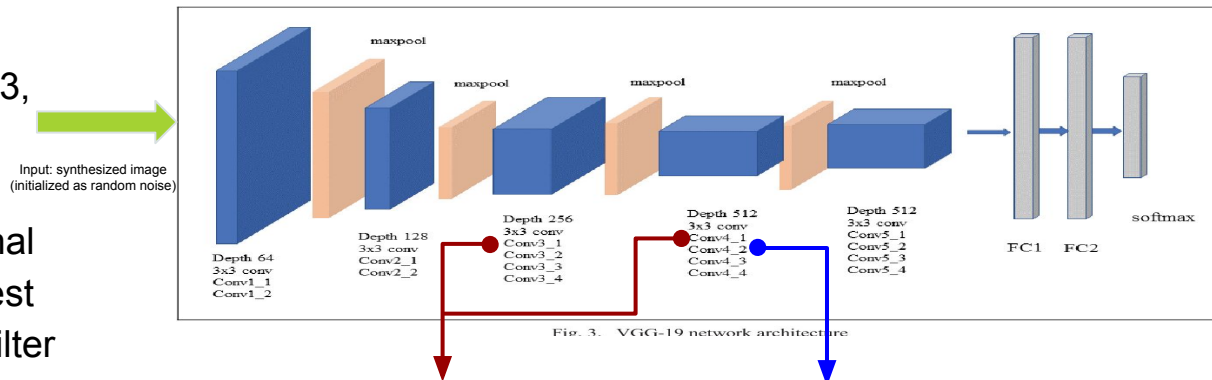 3,
Input: synthesized image
(initialized as random noise)
nal
est
ilter
maxpool
maxpool
maxpool
maxpool
Depth 64
3x3 conv
Conv1_1
Conv1_2
Depth 128
3x3 conv
Conv2_1
Conv2_2
Depth 256
3x3 conv
Conv3_1
Conv3_2
Conv3_3
Conv3_4
Depth 512
3x3 conv
Conv4_1
Conv4_2
Conv4_3
Conv4_4
Depth 512
3x3 conv
Conv5_1
Conv5_2
Conv5_3
Conv5_4
FC1
FC2
softmax
Fig. 3. VGG-19 network architecture